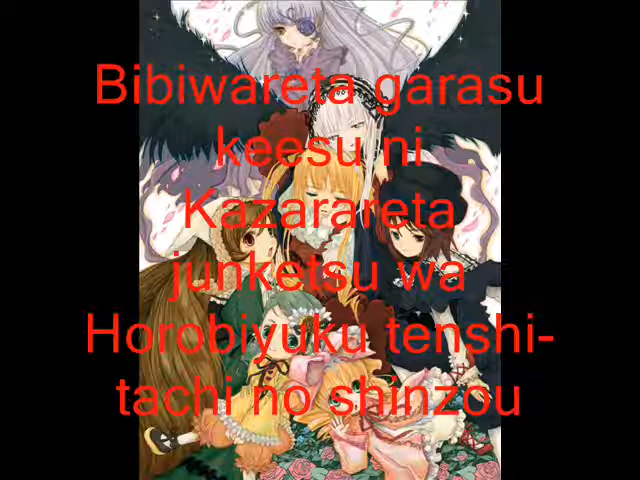 Bibiwareta garasu
keesu ni
Kazarareta
junketsu wa
Horobiyuku tenshi-
tachi no shinzou